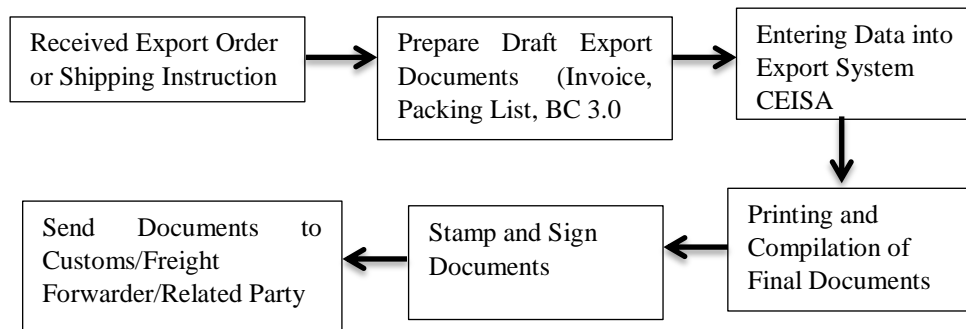 Received Export Order
or Shipping Instruction
Prepare Draft Export
Documents (Invoice,
Packing List, BC 3.0
Entering Data into
Export System
CEISA
Printing and
Compilation of
Final Documents
Stamp and Sign
Documents
Send Documents to
Customs/Freight
Forwarder/Related Party